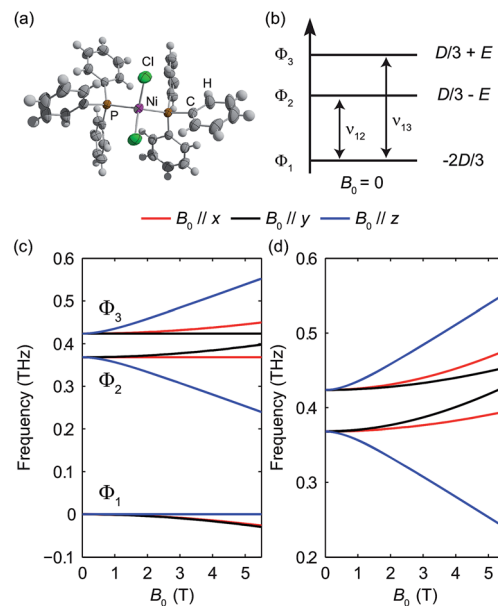 (a)
Cl
H
Ni
C
P
(b)
Φ₃
D/3 + E
Φ₂
D/3 - E
ν₁₂
ν₁₃
Φ₁
-2D/3
B₀ = 0
B₀ // x
B₀ // y
B₀ // z
(c)
0.6
0.5
0.4
0.3
0.2
0.1
0
−0.1
Φ₃
Φ₂
Φ₁
Frequency (THz)
0 1 2 3 4 5
B₀ (T)
(d)
0.6
0.5
0.4
0.3
0.2
Frequency (THz)
0 1 2 3 4 5
B₀ (T)